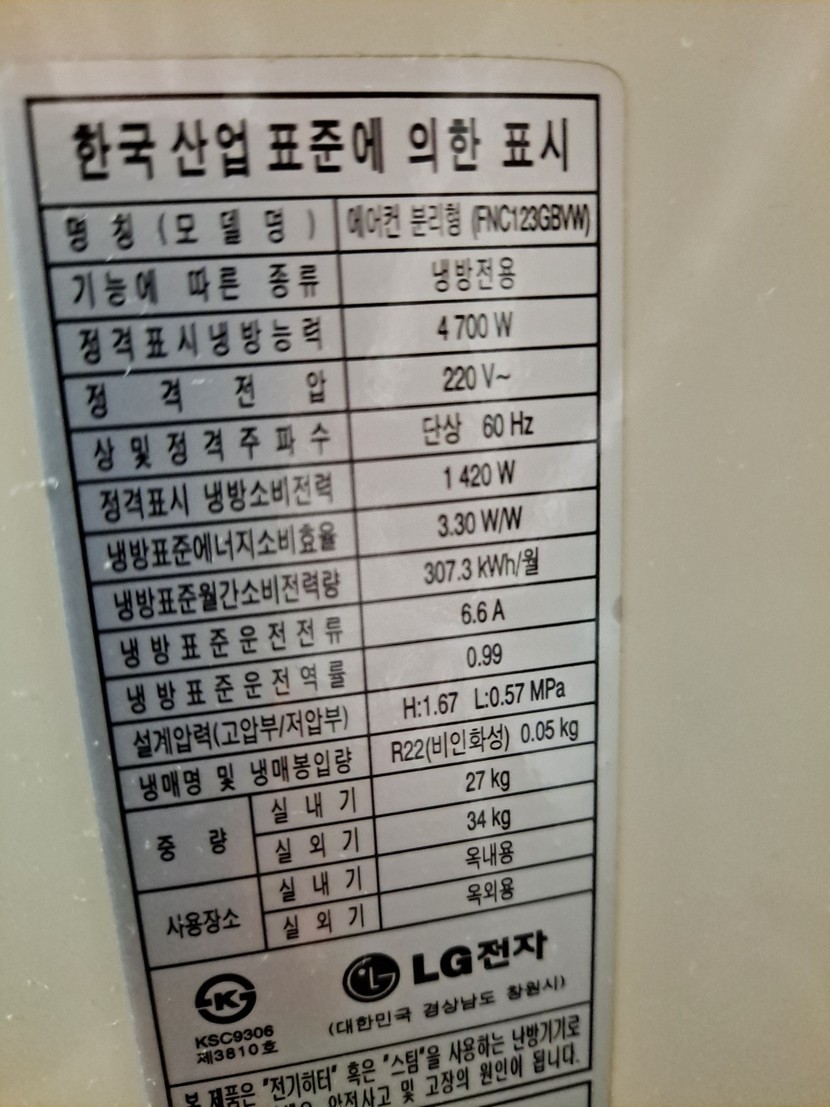 한국 산업 표준에 의한 표시
명 칭 (모 델 명) 에어컨 분리형 (FNC123GBVW)
기능에 따른 종류 냉방전용
정격표시냉방능력 4 700 W
정 격 전 압 220 V~
상 및 정격주파수 단상 60 Hz
정격표시 냉방소비전력 1 420 W
냉방표준에너지소비효율 3.30 W/W
냉방표준월간소비전력량 307.3 kWh/월
냉방표준운전전류 6.6 A
냉방표준운전역률 0.99
설계압력(고압부/저압부) H:1.67 L:0.57 MPa
냉매명 및 냉매봉입량 R22(비인화성) 0.05 kg
중 량 실 내 기 27 kg
실 외 기 34 kg
사용장소 실 내 기 옥내용
실 외 기 옥외용
LG전자
(대한민국 경상남도 창원시)
KSC9306
제3810호
본 제품은 "전기히터" 혹은 "스팀"을 사용하는 난방기기로
안전사고 및 고장의 원인이 됩니다.